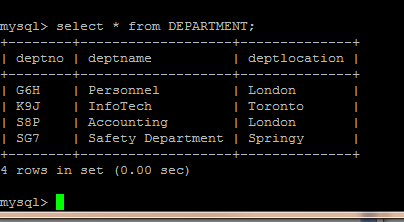 mysql> select * from DEPARTMENT;
+--------+-------------------+--------------+
| deptno | deptname          | deptlocation |
+--------+-------------------+--------------+
| G6H    | Personnel         | London       |
| K9J    | InfoTech          | Toronto      |
| S8P    | Accounting        | London       |
| SG7    | Safety Department | Springy      |
+--------+-------------------+--------------+
4 rows in set (0.00 sec)
mysql>